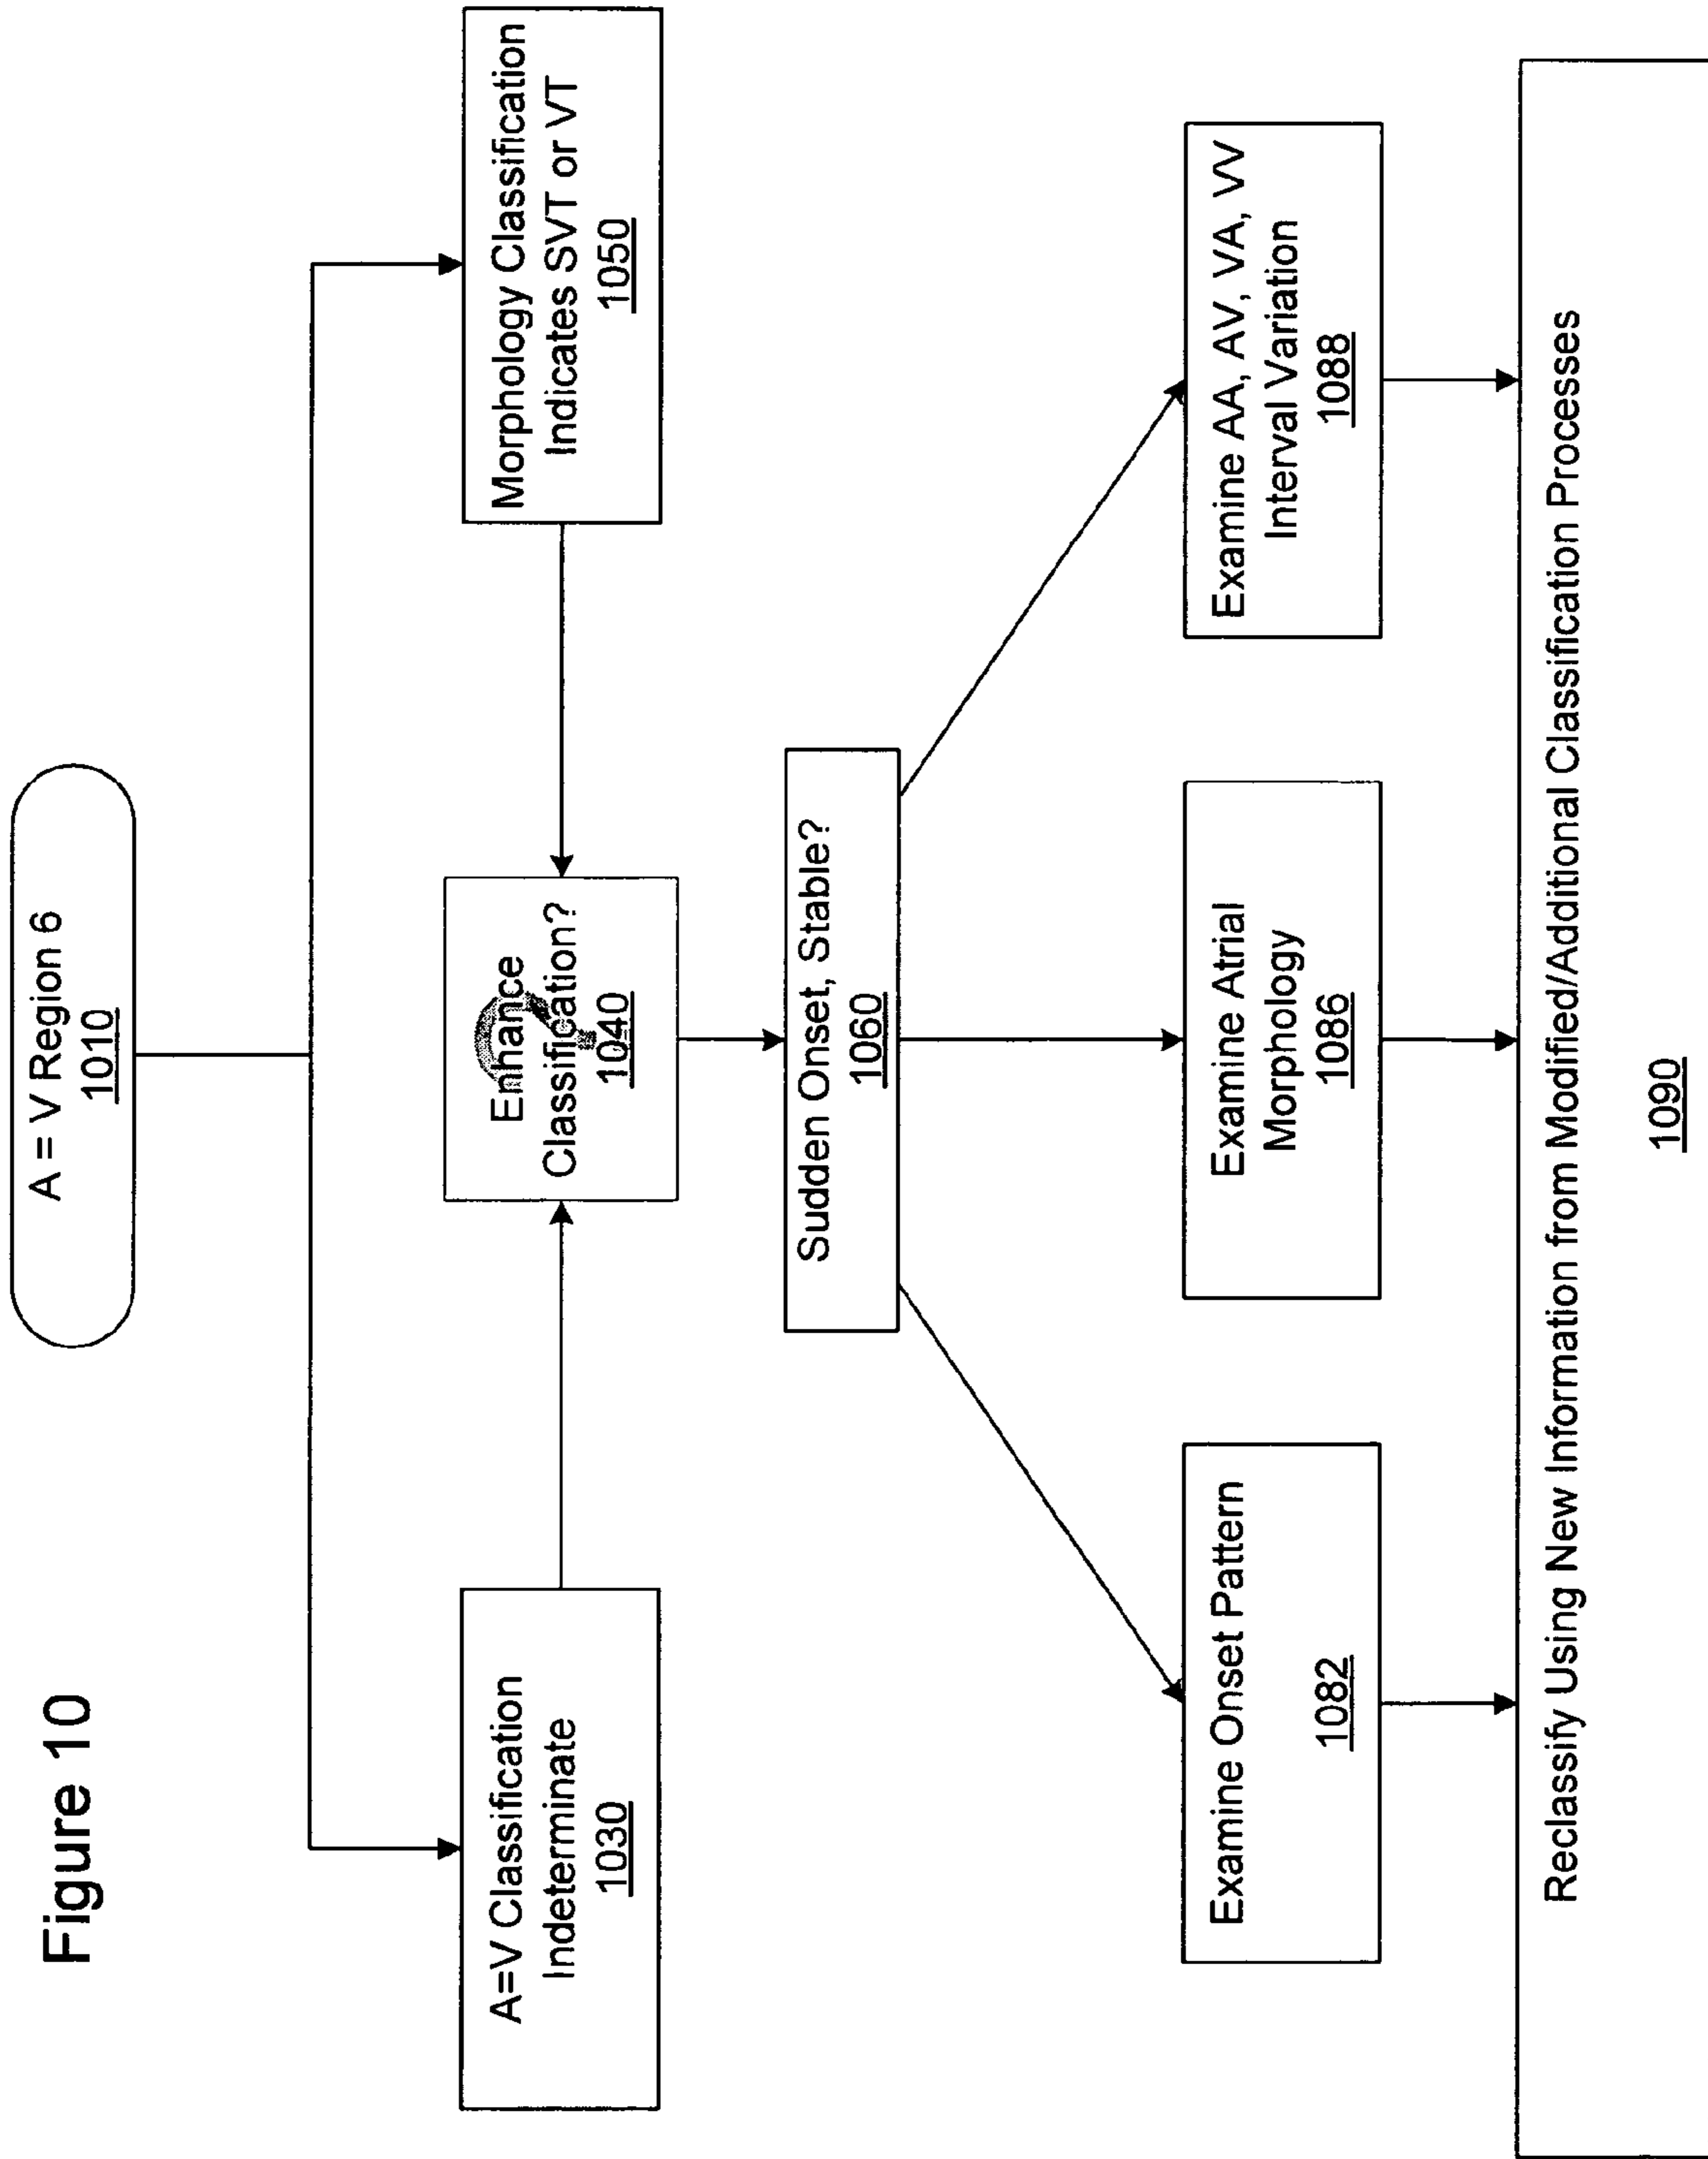 Figure 10
A = V Region 6
1010
A=V Classification
Indeterminate
1030
Enhance
Classification?
1040
Morphology Classification
Indicates SVT or VT
1050
Sudden Onset, Stable?
1060
Examine Onset Pattern
1082
Examine Atrial
Morphology
1086
Examine AA, AV, VA, VV
Interval Variation
1088
Reclassify Using New Information from Modified/Additional Classification Processes
1090